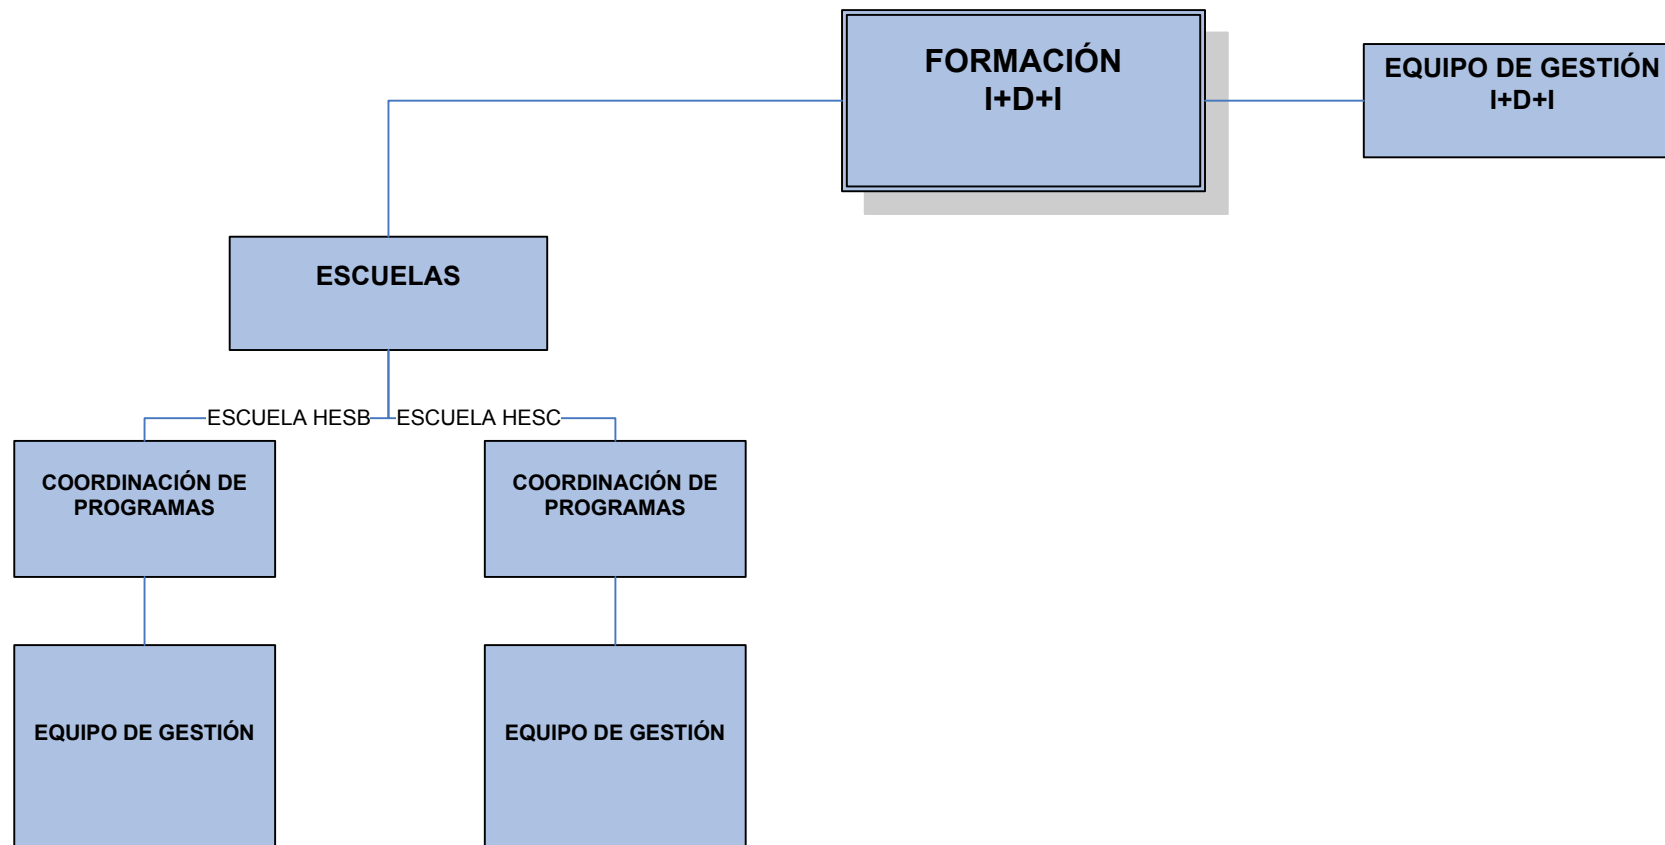 FORMACIÓN
I+D+I
EQUIPO DE GESTIÓN
I+D+I
ESCUELAS
ESCUELA HESB
ESCUELA HESC
COORDINACIÓN DE
PROGRAMAS
COORDINACIÓN DE
PROGRAMAS
EQUIPO DE GESTIÓN
EQUIPO DE GESTIÓN